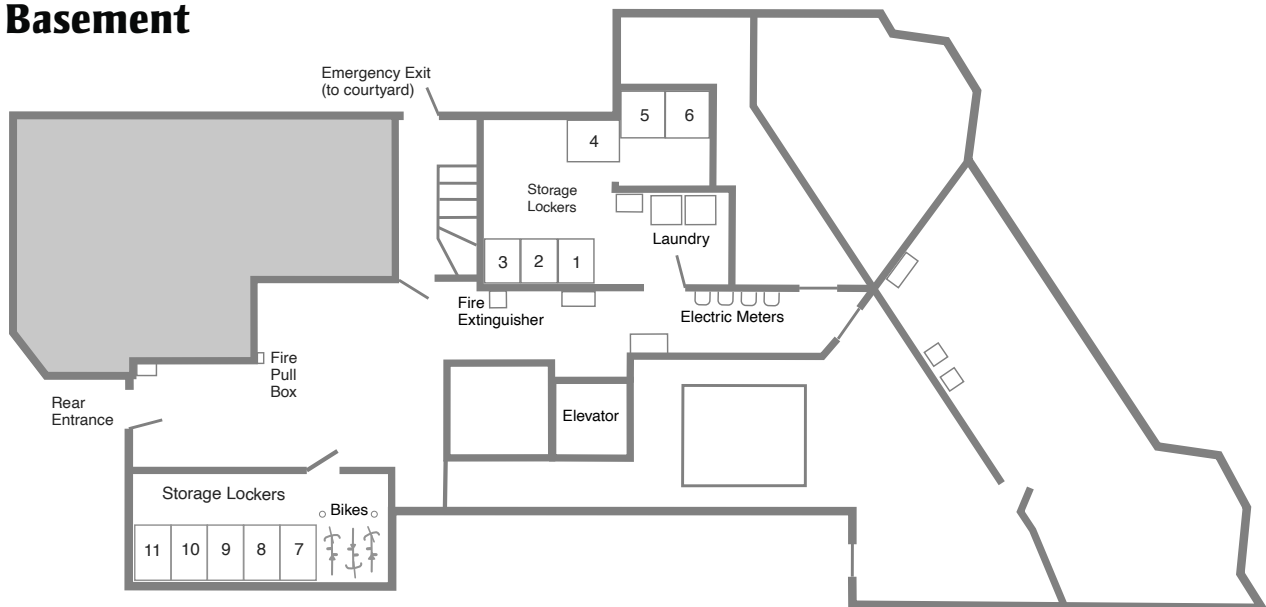 Basement
Emergency Exit
(to courtyard)
5
6
4
Storage
Lockers
Laundry
3
2
1
Fire
Extinguisher
Electric Meters
Fire
Pull
Box
Rear
Entrance
Elevator
Storage Lockers
Bikes
11
10
9
8
7